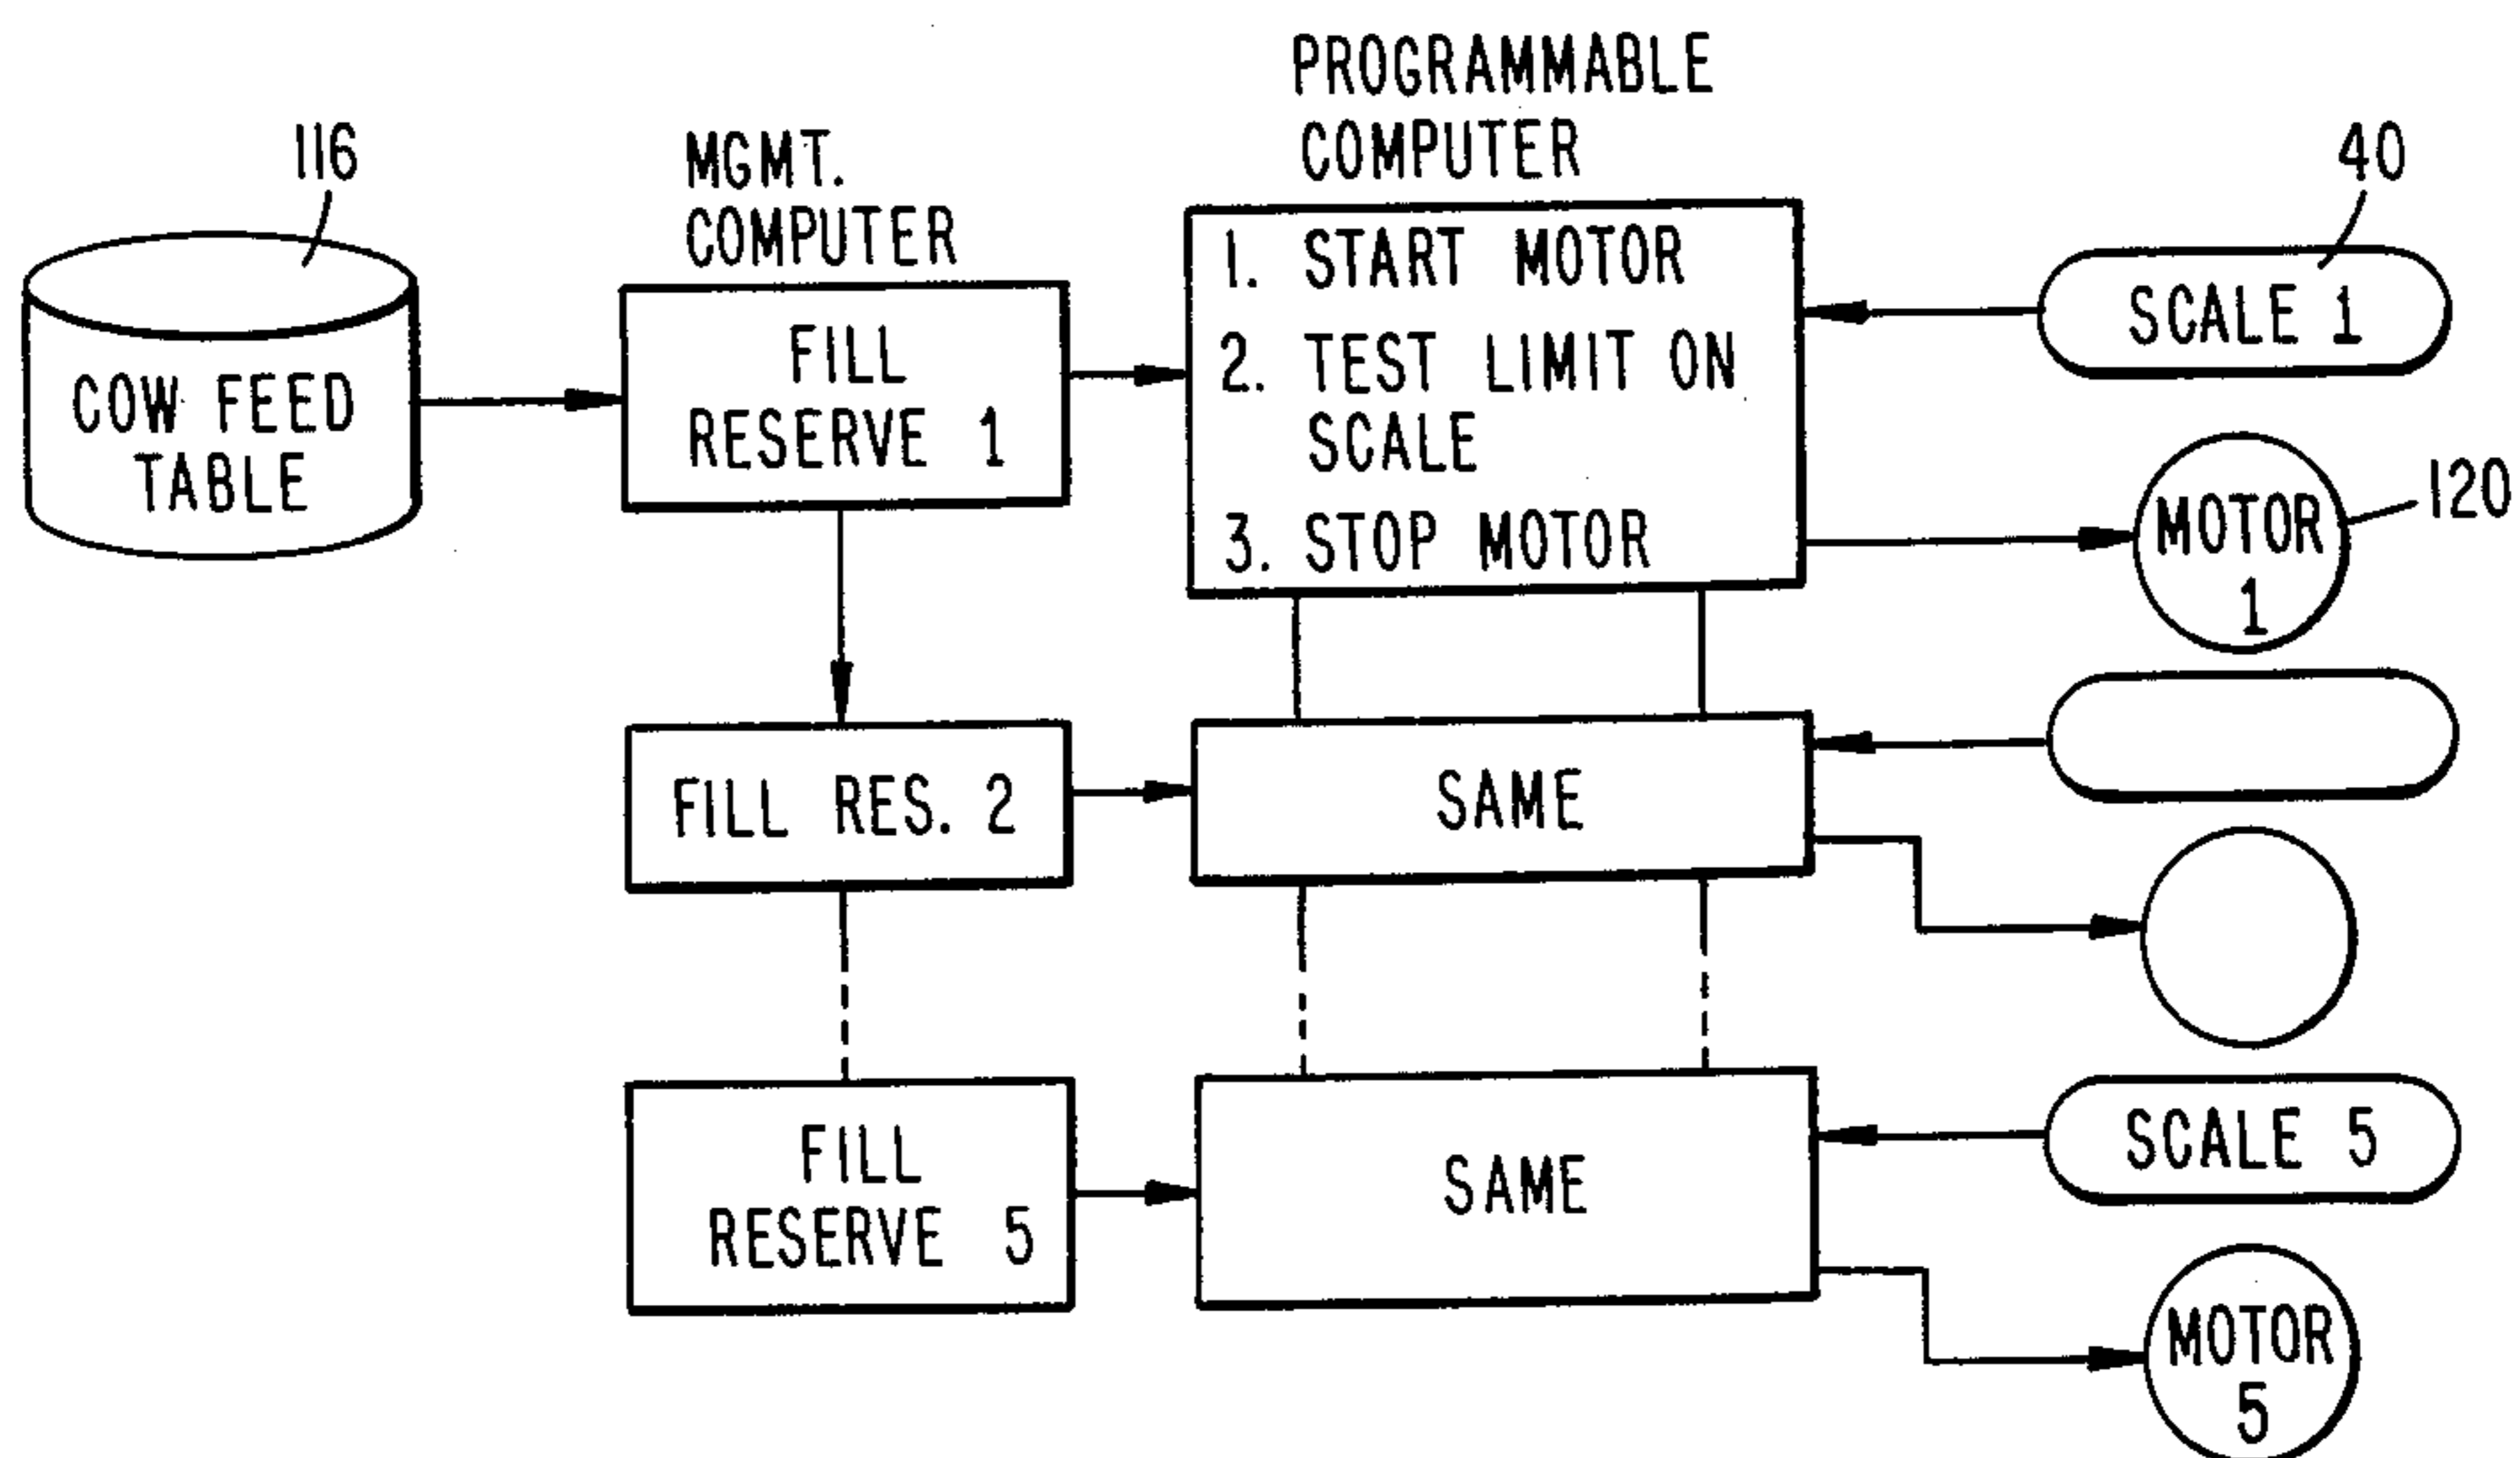 PROGRAMMABLE
COMPUTER
116
MGMT.
COMPUTER
40
COW FEED
TABLE
FILL
RESERVE 1
1. START MOTOR
2. TEST LIMIT ON
SCALE
3. STOP MOTOR
SCALE 1
MOTOR
1
120
FILL RES. 2
SAME
FILL
RESERVE 5
SAME
SCALE 5
MOTOR
5